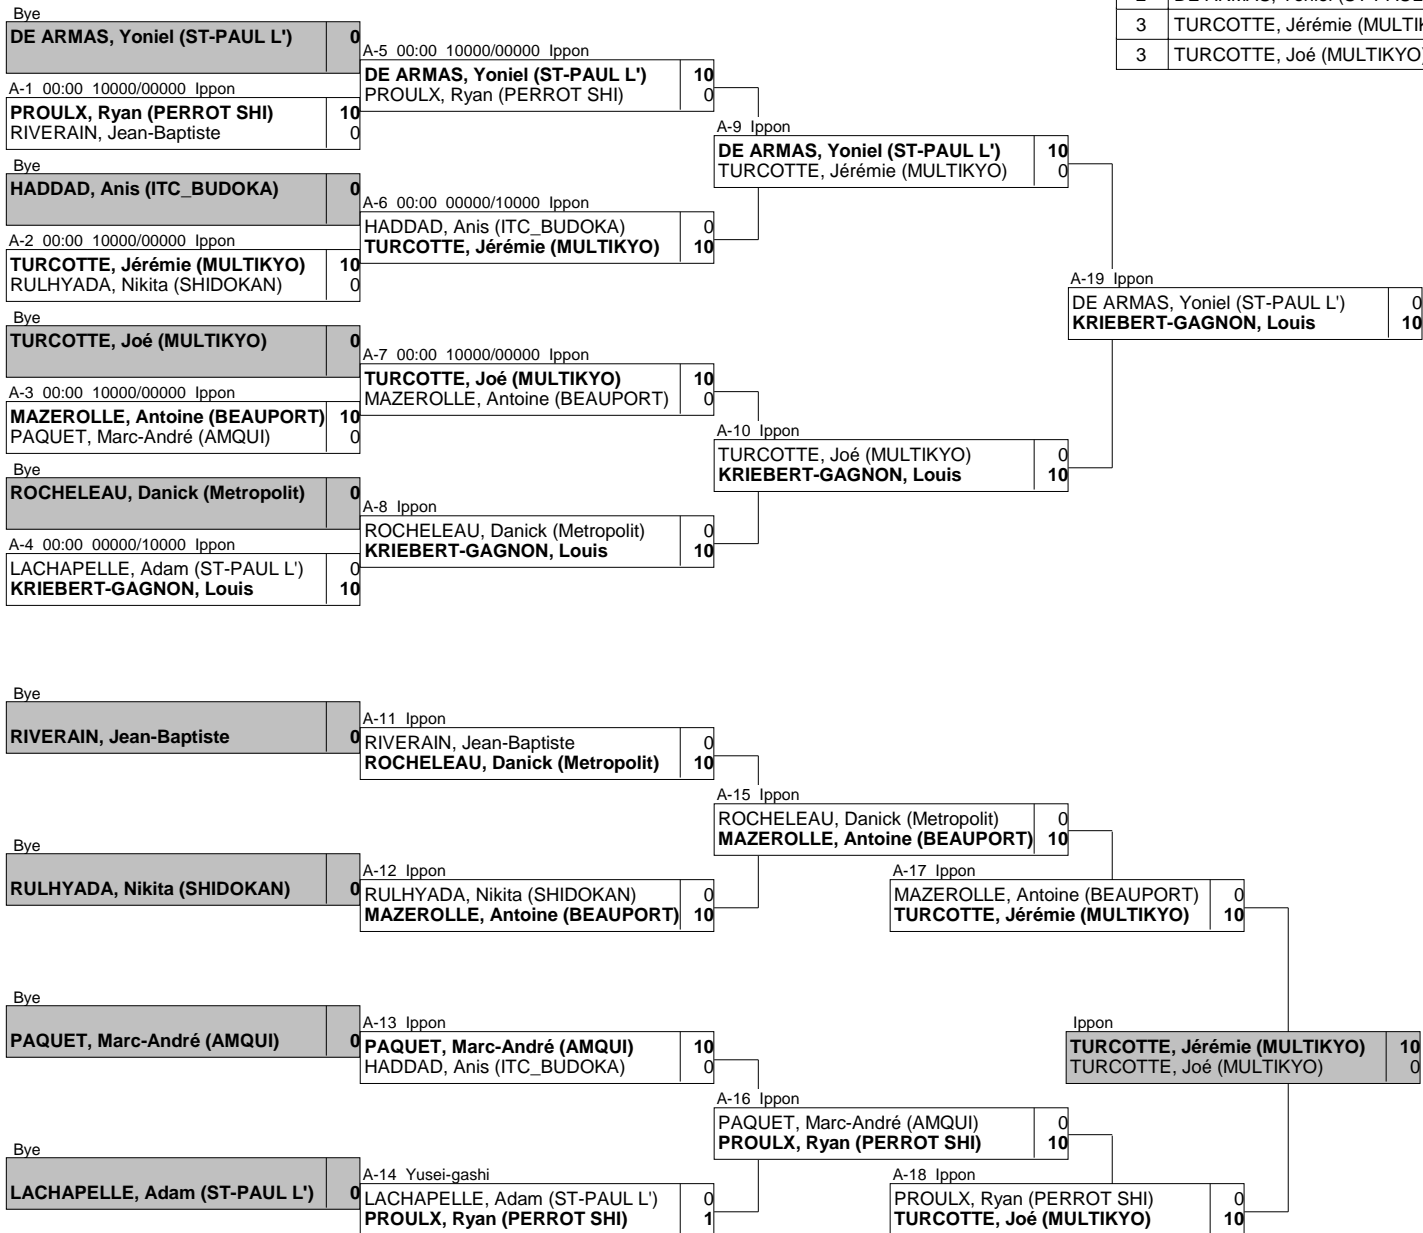 2 DE ARMAS, Yoniel (ST-PAUL
3 TURCOTTE, Jérémie (MULTIK
3 TURCOTTE, Joé (MULTIKYO)
Bye
DE ARMAS, Yoniel (ST-PAUL L') 0
A-1 00:00 10000/00000 Ippon
PROULX, Ryan (PERROT SHI) 10
RIVERAIN, Jean-Baptiste 0
Bye
HADDAD, Anis (ITC_BUDOKA) 0
A-2 00:00 10000/00000 Ippon
TURCOTTE, Jérémie (MULTIKYO) 10
RULHYADA, Nikita (SHIDOKAN) 0
Bye
TURCOTTE, Joé (MULTIKYO) 0
A-3 00:00 10000/00000 Ippon
MAZEROLLE, Antoine (BEAUPORT) 10
PAQUET, Marc-André (AMQUI) 0
Bye
ROCHELEAU, Danick (Metropolit) 0
A-4 00:00 00000/10000 Ippon
LACHAPELLE, Adam (ST-PAUL L') 0
KRIEBERT-GAGNON, Louis 10
A-5 00:00 10000/00000 Ippon
DE ARMAS, Yoniel (ST-PAUL L') 10
PROULX, Ryan (PERROT SHI) 0
A-6 00:00 00000/10000 Ippon
HADDAD, Anis (ITC_BUDOKA) 0
TURCOTTE, Jérémie (MULTIKYO) 10
A-7 00:00 10000/00000 Ippon
TURCOTTE, Joé (MULTIKYO) 10
MAZEROLLE, Antoine (BEAUPORT) 0
A-8 Ippon
ROCHELEAU, Danick (Metropolit) 0
KRIEBERT-GAGNON, Louis 10
A-9 Ippon
DE ARMAS, Yoniel (ST-PAUL L') 10
TURCOTTE, Jérémie (MULTIKYO) 0
A-10 Ippon
TURCOTTE, Joé (MULTIKYO) 0
KRIEBERT-GAGNON, Louis 10
A-19 Ippon
DE ARMAS, Yoniel (ST-PAUL L') 0
KRIEBERT-GAGNON, Louis 10
Bye
RIVERAIN, Jean-Baptiste 0
Bye
RULHYADA, Nikita (SHIDOKAN) 0
Bye
PAQUET, Marc-André (AMQUI) 0
Bye
LACHAPELLE, Adam (ST-PAUL L') 0
A-11 Ippon
RIVERAIN, Jean-Baptiste 0
ROCHELEAU, Danick (Metropolit) 10
A-12 Ippon
RULHYADA, Nikita (SHIDOKAN) 0
MAZEROLLE, Antoine (BEAUPORT) 10
A-13 Ippon
PAQUET, Marc-André (AMQUI) 10
HADDAD, Anis (ITC_BUDOKA) 0
A-14 Yusei-gashi
LACHAPELLE, Adam (ST-PAUL L') 0
PROULX, Ryan (PERROT SHI) 1
A-15 Ippon
ROCHELEAU, Danick (Metropolit) 0
MAZEROLLE, Antoine (BEAUPORT) 10
A-16 Ippon
PAQUET, Marc-André (AMQUI) 0
PROULX, Ryan (PERROT SHI) 10
A-17 Ippon
MAZEROLLE, Antoine (BEAUPORT) 0
TURCOTTE, Jérémie (MULTIKYO) 10
A-18 Ippon
PROULX, Ryan (PERROT SHI) 0
TURCOTTE, Joé (MULTIKYO) 10
Ippon
TURCOTTE, Jérémie (MULTIKYO) 10
TURCOTTE, Joé (MULTIKYO) 0